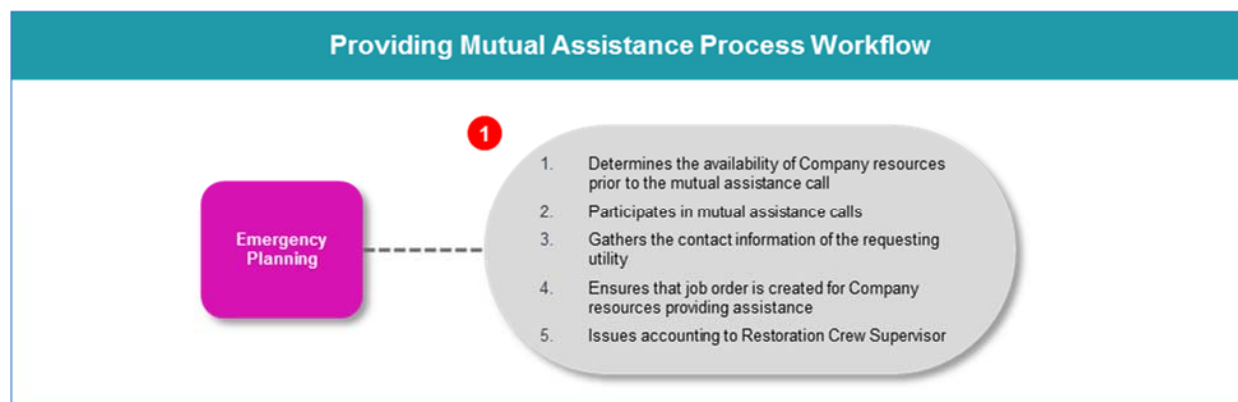 Providing Mutual Assistance Process Workflow
1
1. Determines the availability of Company resources
prior to the mutual assistance call
2. Participates in mutual assistance calls
3. Gathers the contact information of the requesting
utility
4. Ensures that job order is created for Company
resources providing assistance
5. Issues accounting to Restoration Crew Supervisor
Emergency
Planning